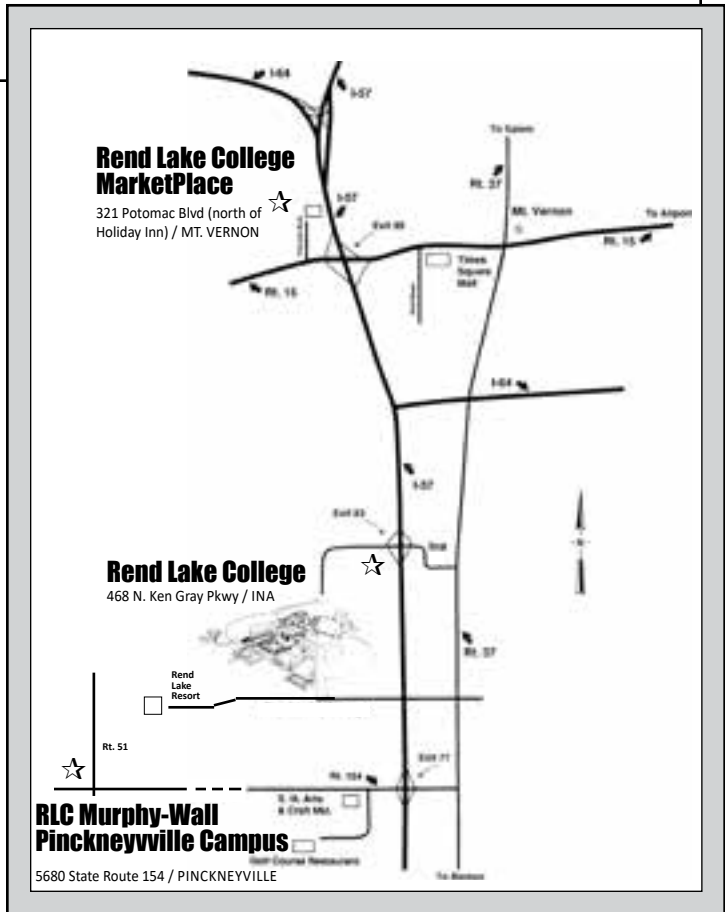 I-64
I-57
To Salem
Rend Lake College
MarketPlace
321 Potomac Blvd (north of
Holiday Inn) / MT. VERNON
Rt. 37
I-57
Mt. Vernon
To Airport
Exit 95
Rt. 15
Times
Square
Mall
Rt. 15
I-64
I-57
Exit 83
Ina
N
Rend Lake College
468 N. Ken Gray Pkwy / INA
Rt. 37
Rend
Lake
Resort
Rt. 51
Exit 77
Rt. 154
S. IL Arts
& Craft Mkt.
RLC Murphy-Wall
Pinckneyville Campus
Golf Course Restaurant
5680 State Route 154 / PINCKNEYVILLE
To Benton